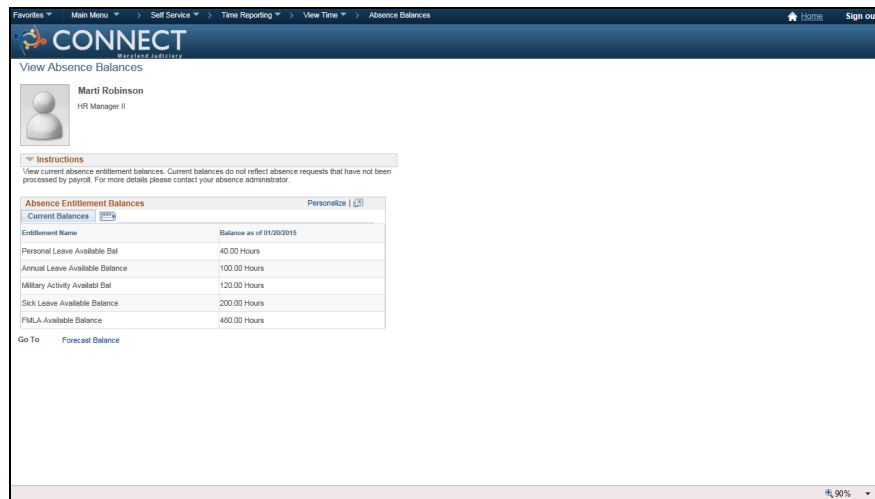 Favorites Main Menu > Self Service > Time Reporting > View Time > Absence Balances Home Sign ou
CONNECT
Maryland Judiciary
View Absence Balances
Marti Robinson
HR Manager II
Instructions
View current absence entitlement balances. Current balances do not reflect absence requests that have not been
processed by payroll. For more details please contact your absence administrator.
Absence Entitlement Balances Personalize |
Current Balances
Entitlement Name Balance as of 01/20/2015
Personal Leave Available Bal 40.00 Hours
Annual Leave Available Balance 100.00 Hours
Military Activity Availabl Bal 120.00 Hours
Sick Leave Available Balance 200.00 Hours
FMLA Available Balance 480.00 Hours
Go To Forecast Balance
90%